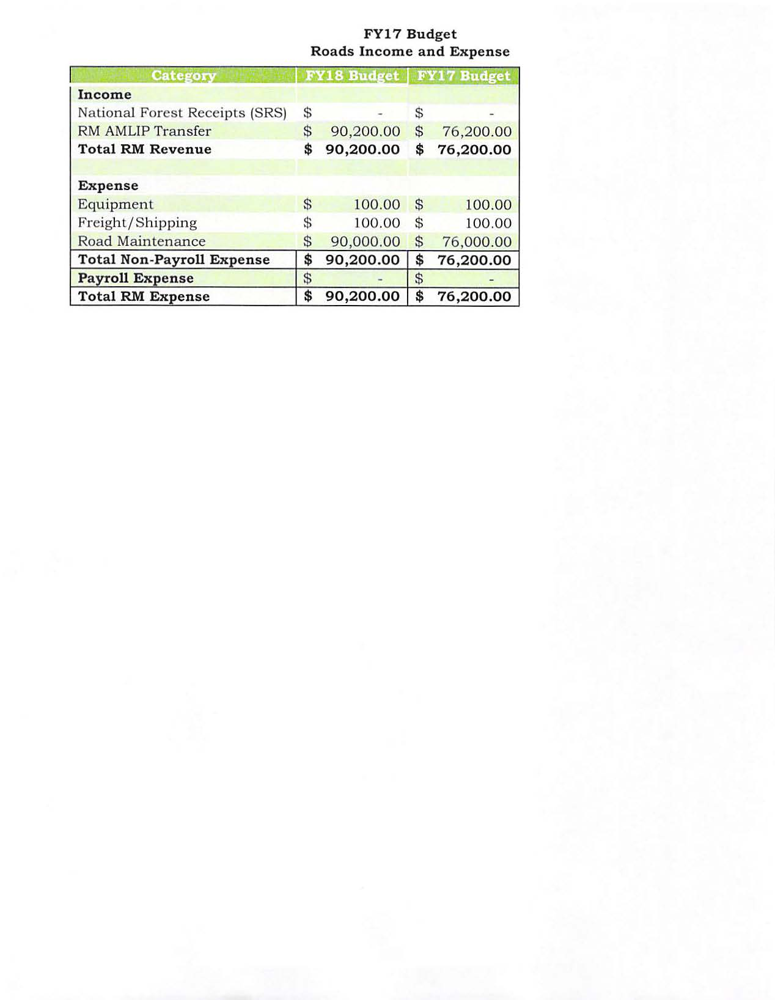 FY17 Budget
Roads Income and Expense
Category FY18 Budget FY17 Budget
Income
National Forest Receipts (SRS) $ - $ -
RM AMLIP Transfer $ 90,200.00 $ 76,200.00
Total RM Revenue $ 90,200.00 $ 76,200.00
Expense
Equipment $ 100.00 $ 100.00
Freight/Shipping $ 100.00 $ 100.00
Road Maintenance $ 90,000.00 $ 76,000.00
Total Non-Payroll Expense $ 90,200.00 $ 76,200.00
Payroll Expense $ - $ -
Total RM Expense $ 90,200.00 $ 76,200.00